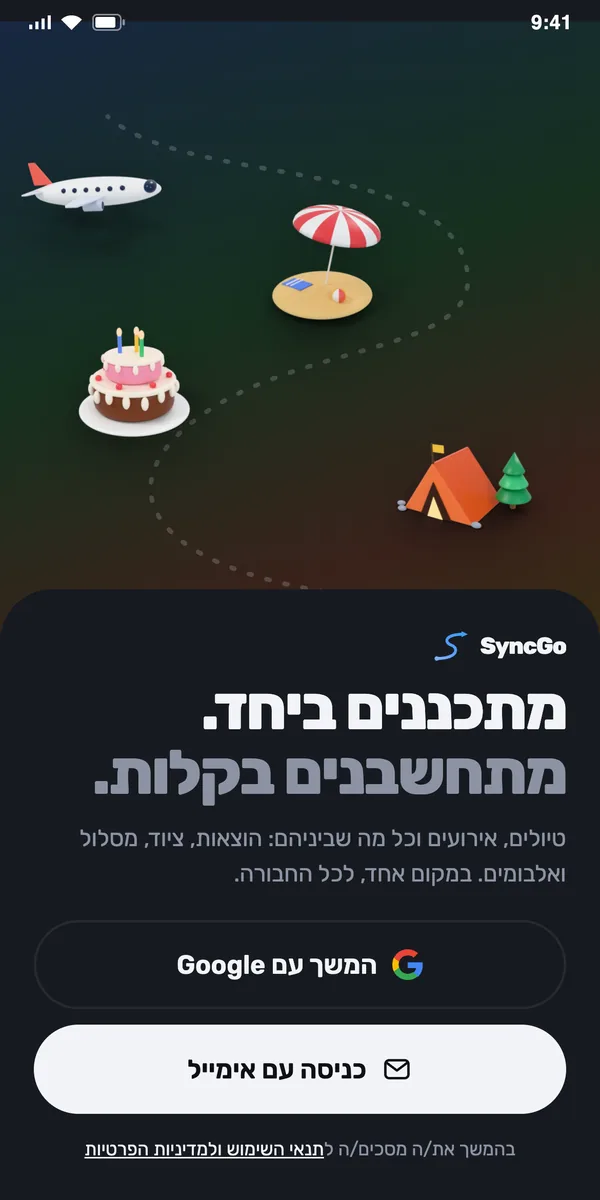 9:41
SyncGo
מתכננים ביחד.
מתחשבנים בקלות.
טיולים, אירועים וכל מה שביניהם: הוצאות, ציוד, מסלול
ואלבומים. במקום אחד, לכל החבורה.
המשך עם Google
כניסה עם אימייל
בהמשך את/ה מסכים/ה לתנאי השימוש ולמדיניות הפרטיות